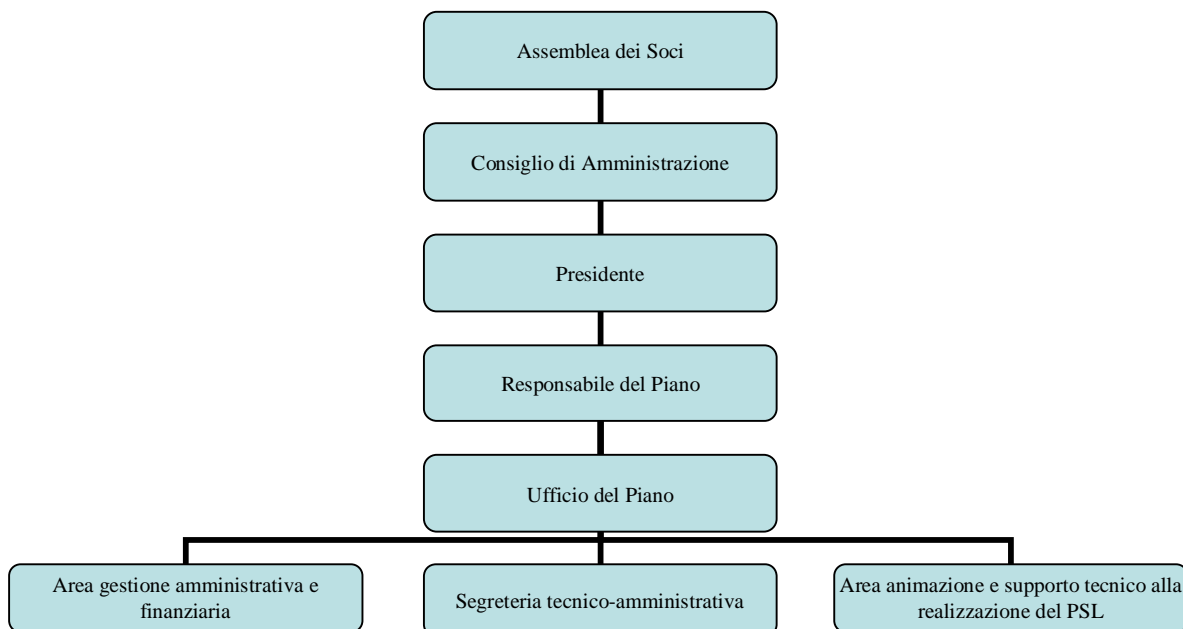 Assemblea dei Soci
Consiglio di Amministrazione
Presidente
Responsabile del Piano
Ufficio del Piano
Area gestione amministrativa e
finanziaria
Segreteria tecnico-amministrativa
Area animazione e supporto tecnico alla
realizzazione del PSL